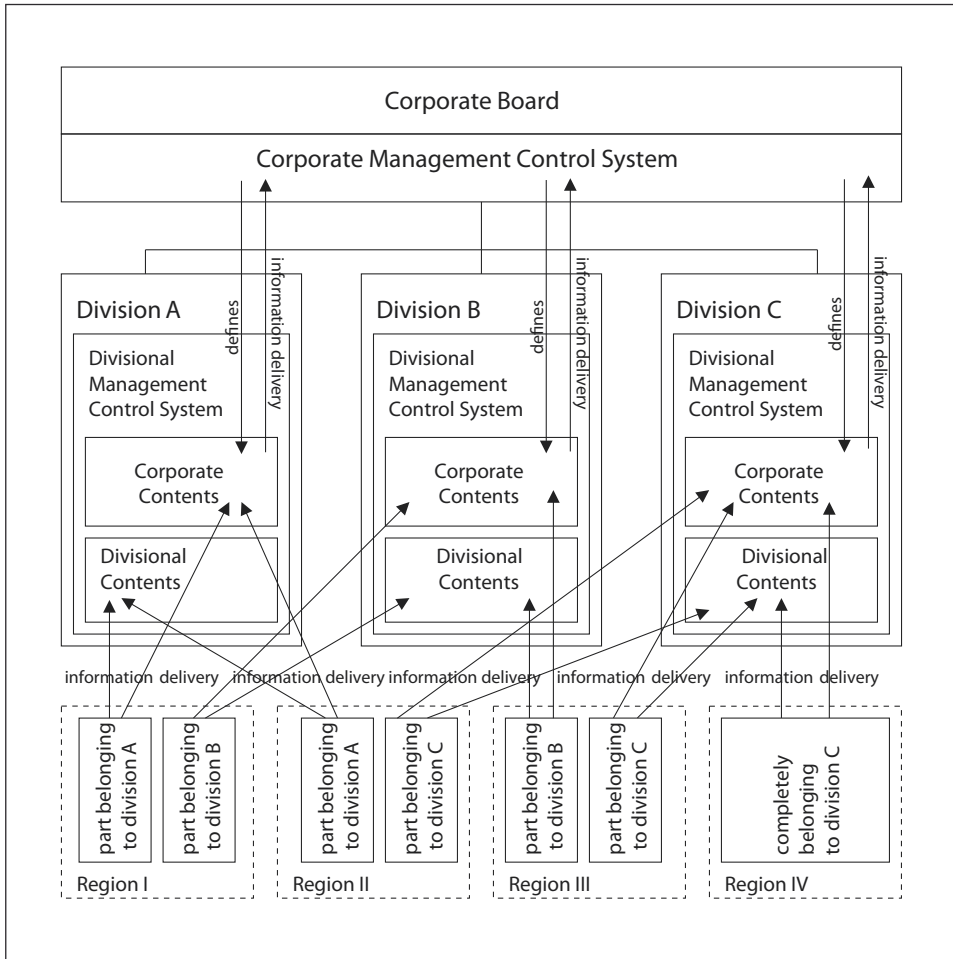 Corporate Board
Corporate Management Control System
defines
information delivery
defines
information delivery
defines
information delivery
Division A
Divisional
Management
Control System
Corporate
Contents
Divisional
Contents
Division B
Divisional
Management
Control System
Corporate
Contents
Divisional
Contents
Division C
Divisional
Management
Control System
Corporate
Contents
Divisional
Contents
information delivery
information delivery
information delivery
information delivery
information delivery
part belonging
to division A
part belonging
to division B
Region I
part belonging
to division A
part belonging
to division C
Region II
part belonging
to division B
part belonging
to division C
Region III
completely
belonging
to division C
Region IV